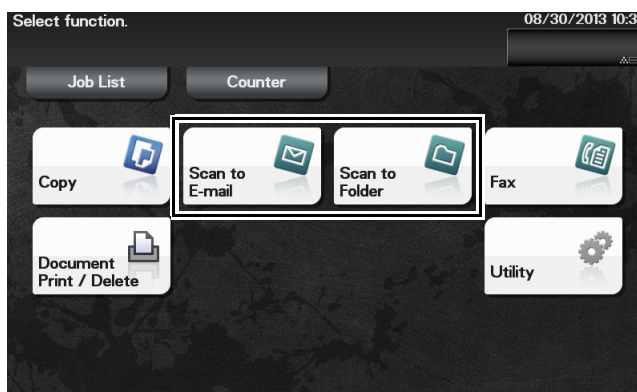 Select function.
08/30/2013 10:3
Job List
Counter
Copy
Scan to
E-mail
Scan to
Folder
Fax
Document
Print / Delete
Utility